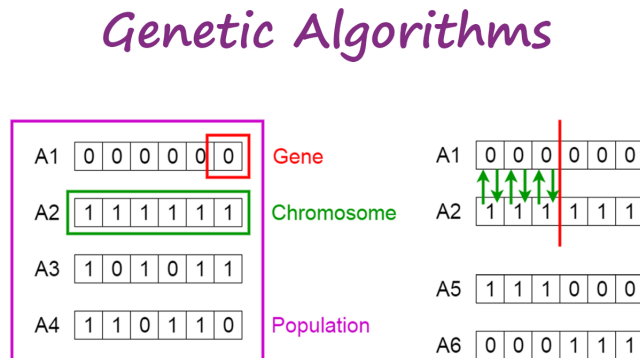 Genetic Algorithms
A1 0 0 0 0 0 0 Gene
A2 1 1 1 1 1 1 Chromosome
A3 1 0 1 0 1 1
A4 1 1 0 1 1 0 Population
A1 0 0 0 0 0 0
A2 1 1 1 1 1 1
A5 1 1 1 0 0 0
A6 0 0 0 1 1 1